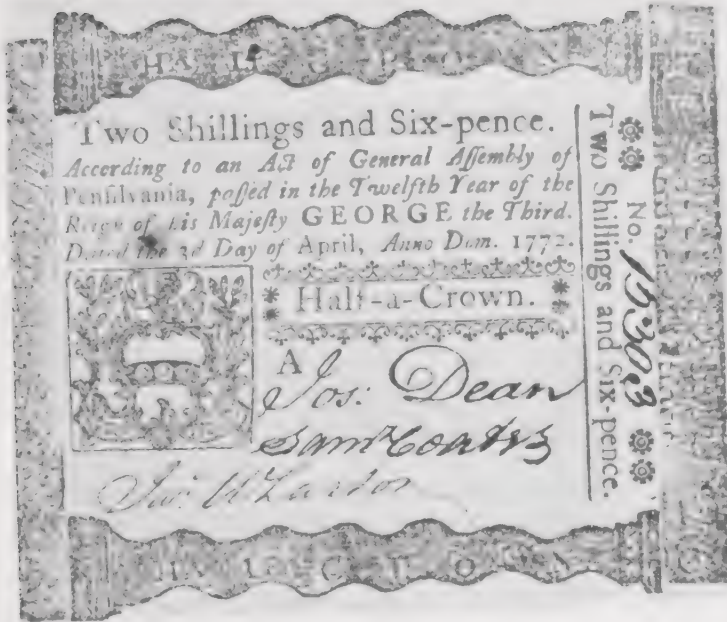 HALF CROWN
Two Shillings and Six-pence.
According to an Act of General Assembly of
Pensilvania, passed in the Twelfth Year of the
Reign of his Majesty GEORGE the Third.
Dated the 3d Day of April, Anno Dom. 1772.
Half-a-Crown.
A
Jos: Dean
Saml Coates
No. 15303
Two Shillings and Six-pence.